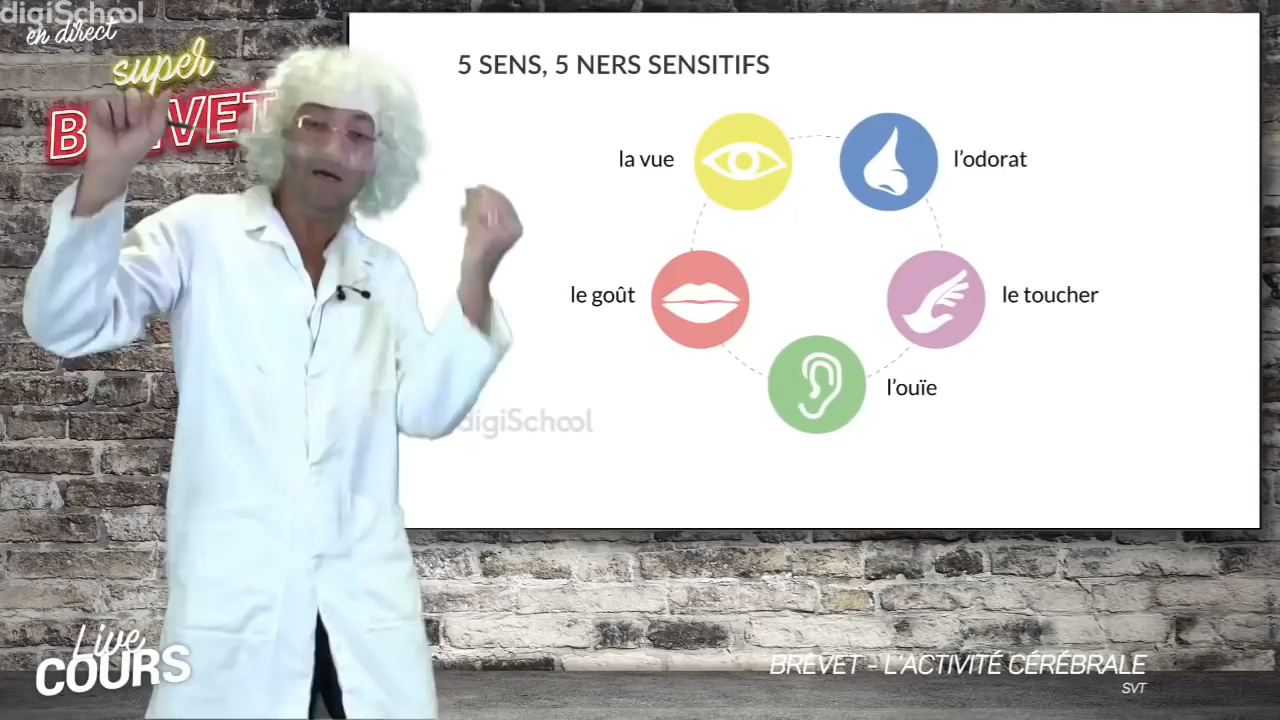 digiSchool
en direct
super
BREVET
5 SENS, 5 NERS SENSITIFS
la vue
l'odorat
le goût
le toucher
l'ouïe
digiSchool
Live
COURS
BREVET - L'ACTIVITÉ CÉRÉBRALE
SVT